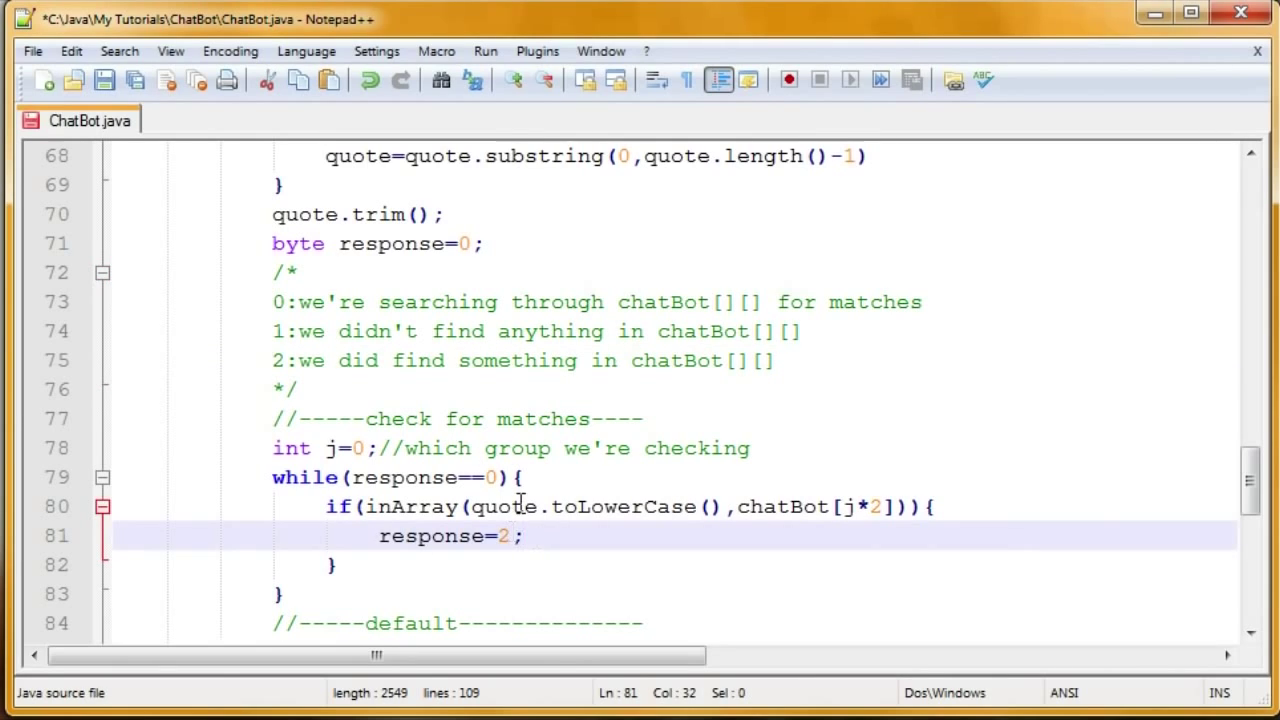 *C:\Java\My Tutorials\ChatBot\ChatBot.java - Notepad++
File Edit Search View Encoding Language Settings Macro Run Plugins Window ? X
ABC
ChatBot.java
68 quote=quote.substring(0,quote.length()-1)
69 }
70 quote.trim();
71 byte response=0;
72 /*
73 0:we're searching through chatBot[][] for matches
74 1:we didn't find anything in chatBot[][]
75 2:we did find something in chatBot[][]
76 */
77 //-----check for matches----
78 int j=0;//which group we're checking
79 while(response==0){
80 if(inArray(quote.toLowerCase(),chatBot[j*2])){
81 response=2;
82 }
83 }
84 //-----default--------------
Java source file length : 2549 lines : 109 Ln : 81 Col : 32 Sel : 0 Dos\Windows ANSI INS